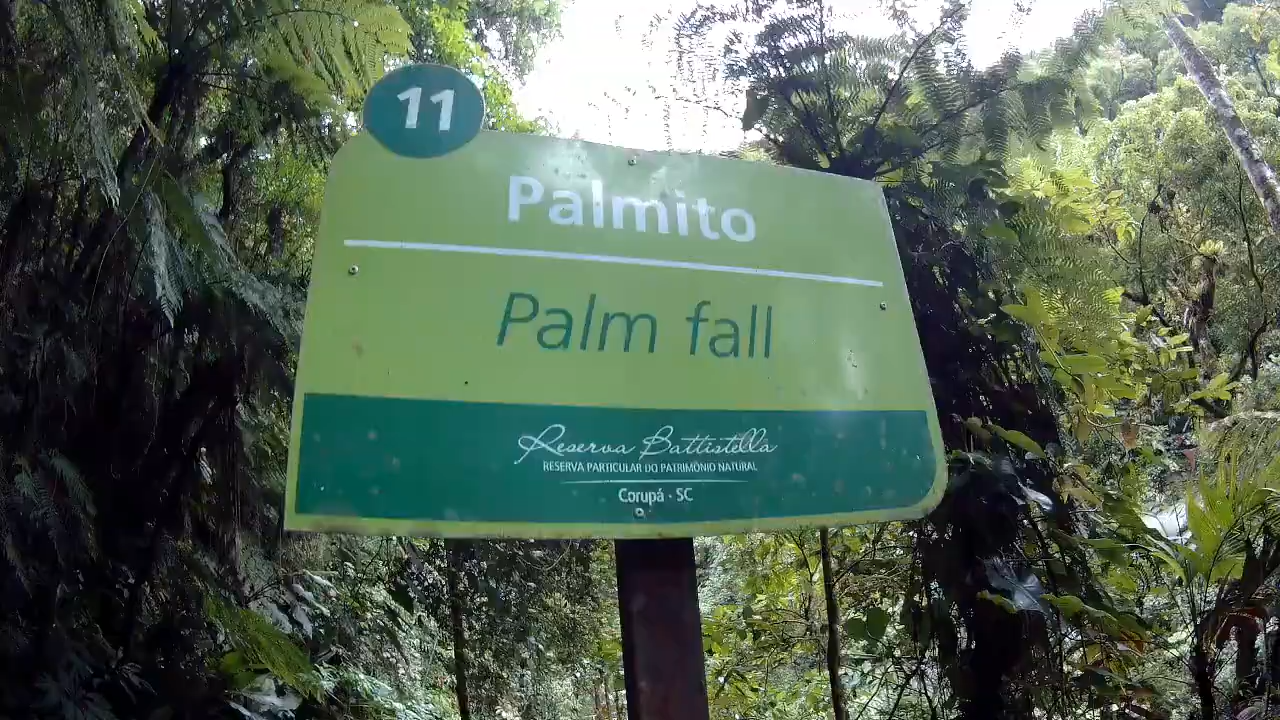 11
Palmito
Palm fall
Reserva Battistella
RESERVA PARTICULAR DO PATRIMÔNIO NATURAL
Corupá · SC